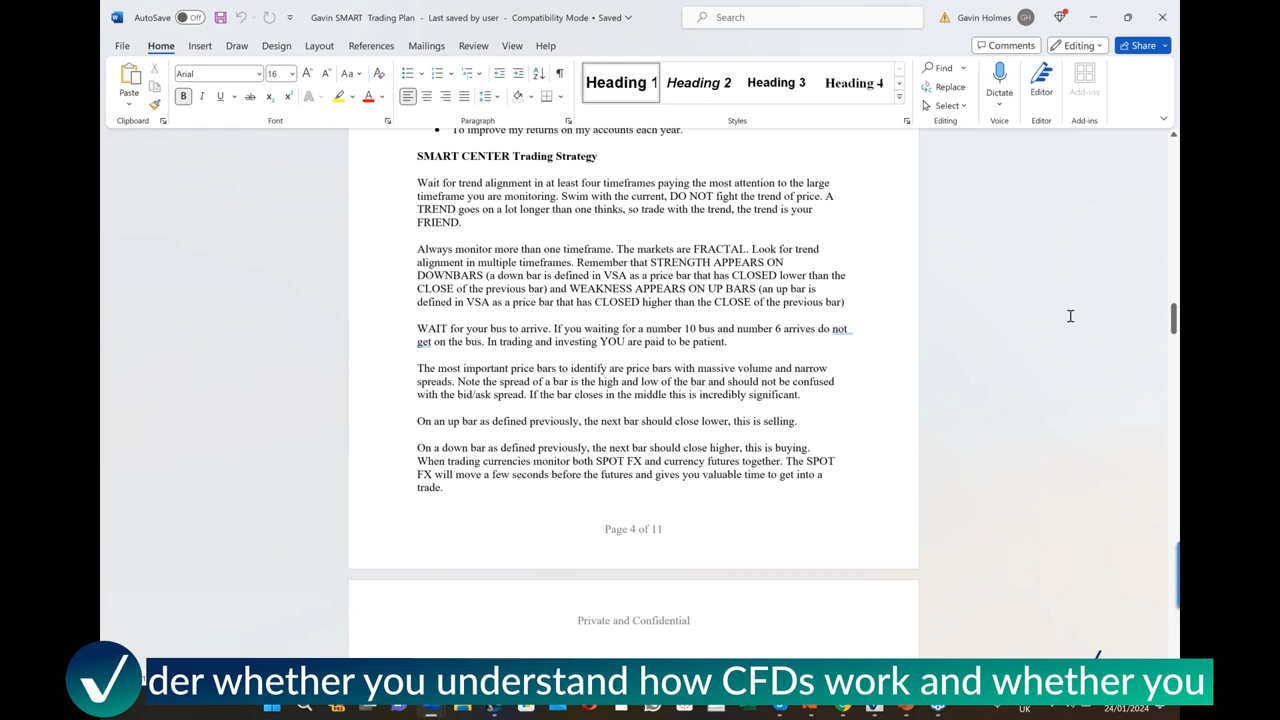 AutoSave Off Gavin SMART Trading Plan - Last saved by user - Compatibility Mode • Saved Search Gavin Holmes GH
File Home Insert Draw Design Layout References Mailings Review View Help Comments Editing Share
Arial 16 Heading 1 Heading 2 Heading 3 Heading 4 Find Replace Select
Paste Dictate Editor Add-ins
Clipboard Font Paragraph Styles Editing Voice Editor Add-ins
To improve my returns on my accounts each year.
SMART CENTER Trading Strategy
Wait for trend alignment in at least four timeframes paying the most attention to the large
timeframe you are monitoring. Swim with the current, DO NOT fight the trend of price. A
TREND goes on a lot longer than one thinks, so trade with the trend, the trend is your
FRIEND.
Always monitor more than one timeframe. The markets are FRACTAL. Look for trend
alignment in multiple timeframes. Remember that STRENGTH APPEARS ON
DOWNBARS (a down bar is defined in VSA as a price bar that has CLOSED lower than the
CLOSE of the previous bar) and WEAKNESS APPEARS ON UP BARS (an up bar is
defined in VSA as a price bar that has CLOSED higher than the CLOSE of the previous bar)
WAIT for your bus to arrive. If you waiting for a number 10 bus and number 6 arrives do not
get on the bus. In trading and investing YOU are paid to be patient.
The most important price bars to identify are price bars with massive volume and narrow
spreads. Note the spread of a bar is the high and low of the bar and should not be confused
with the bid/ask spread. If the bar closes in the middle this is incredibly significant.
On an up bar as defined previously, the next bar should close lower, this is selling.
On a down bar as defined previously, the next bar should close higher, this is buying.
When trading currencies monitor both SPOT FX and currency futures together. The SPOT
FX will move a few seconds before the futures and gives you valuable time to get into a
trade.
Page 4 of 11
Private and Confidential
der whether you understand how CFDs work and whether you
UK 24/01/2024